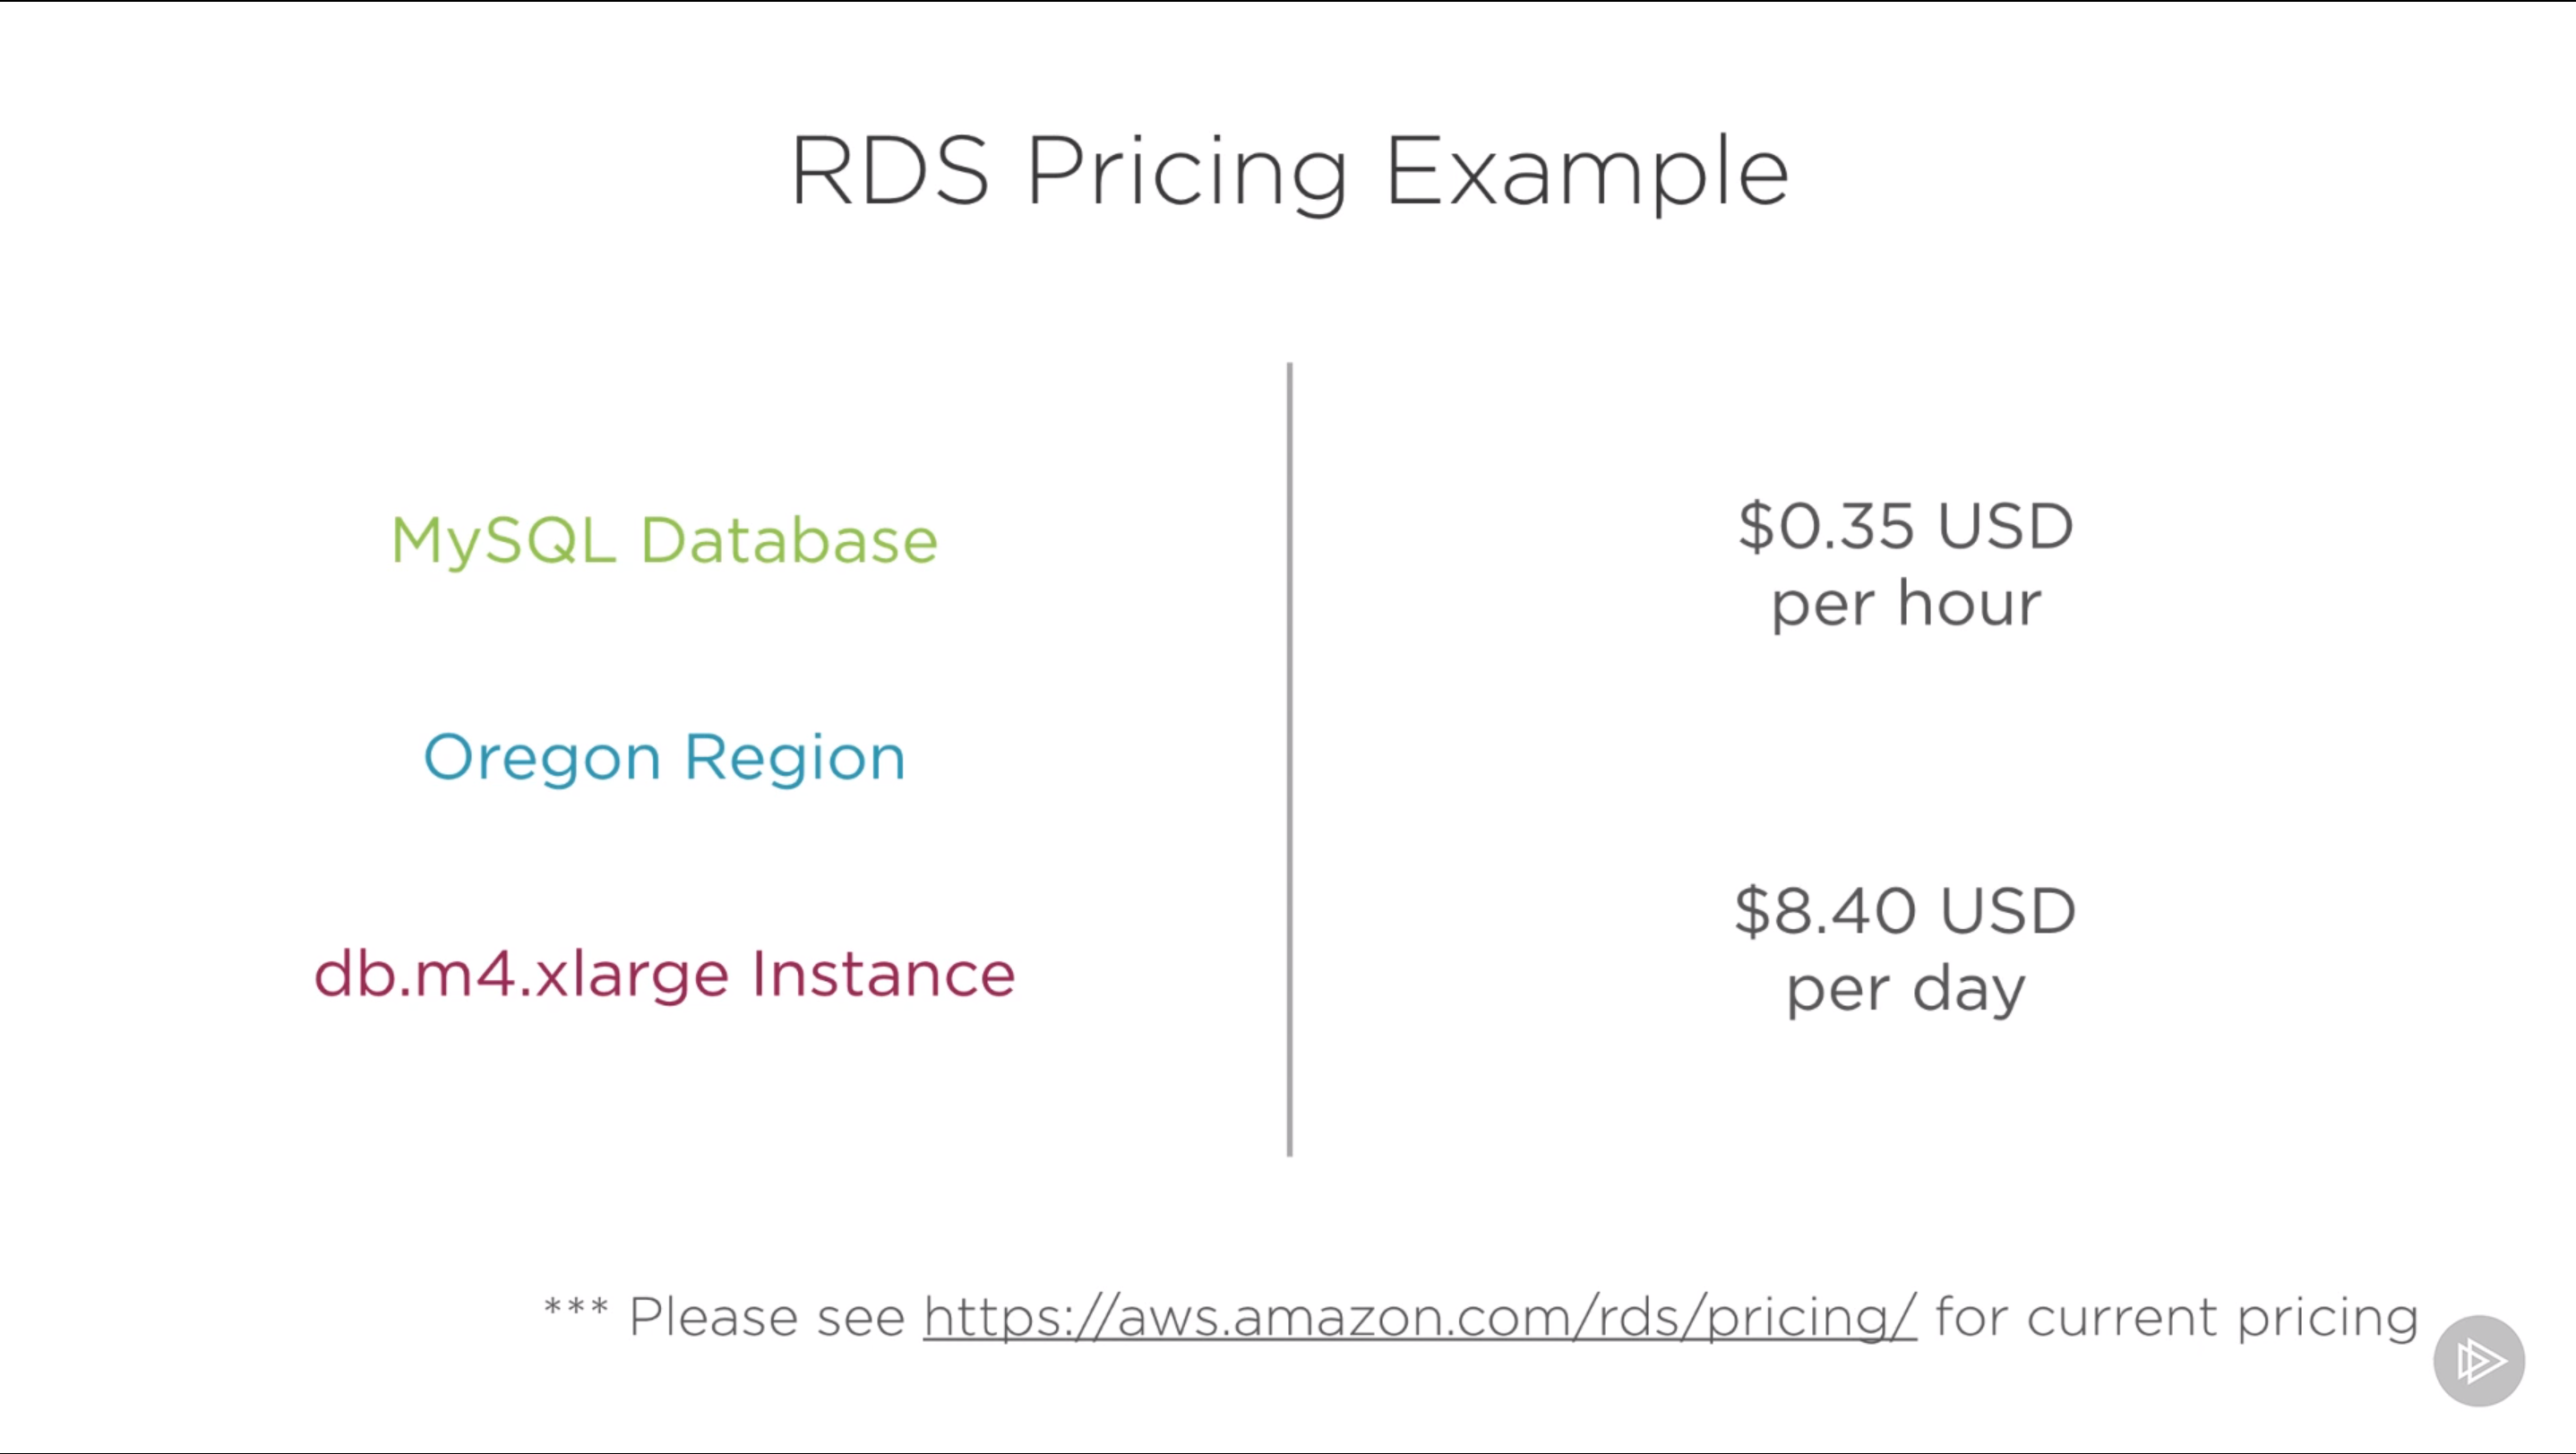 RDS Pricing Example
MySQL Database
Oregon Region
db.m4.xlarge Instance
$0.35 USD
per hour
$8.40 USD
per day
*** Please see https://aws.amazon.com/rds/pricing/ for current pricing